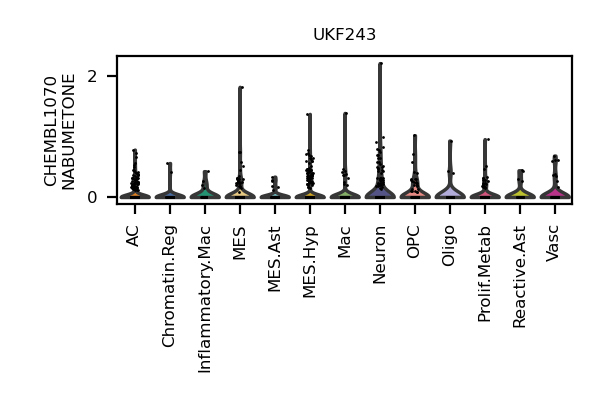 UKF243
CHEMBL1070
NABUMETONE
2
0
AC
Chromatin.Reg
Inflammatory.Mac
MES
MES.Ast
MES.Hyp
Mac
Neuron
OPC
Oligo
Prolif.Metab
Reactive.Ast
Vasc